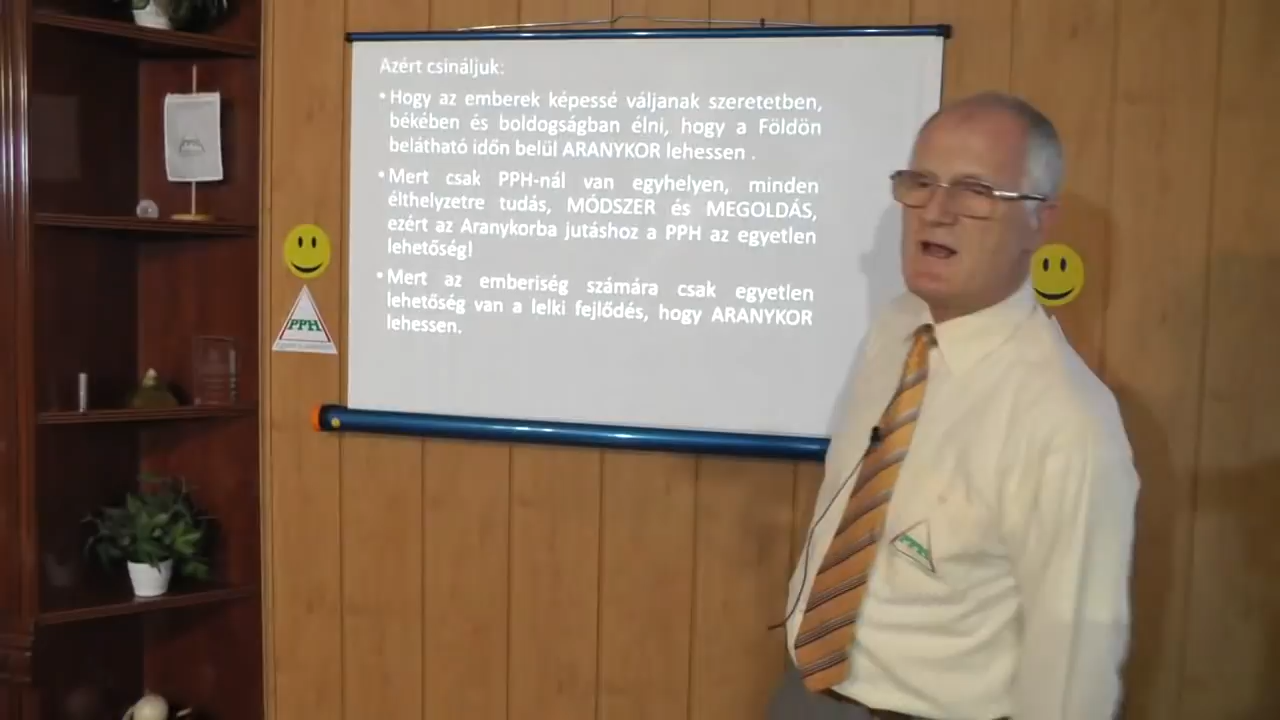 Azért csináljuk:
• Hogy az emberek képessé váljanak szeretetben,
békében és boldogságban élni, hogy a Földön
belátható időn belül ARANYKOR lehessen .
• Mert csak PPH-nál van egyhelyen, minden
élthelyzetre tudás, MÓDSZER és MEGOLDÁS,
ezért az Aranykorba jutáshoz a PPH az egyetlen
lehetőség!
• Mert az emberiség számára csak egyetlen
lehetőség van a lelki fejlődés, hogy ARANYKOR
lehessen.
PPH
PPH